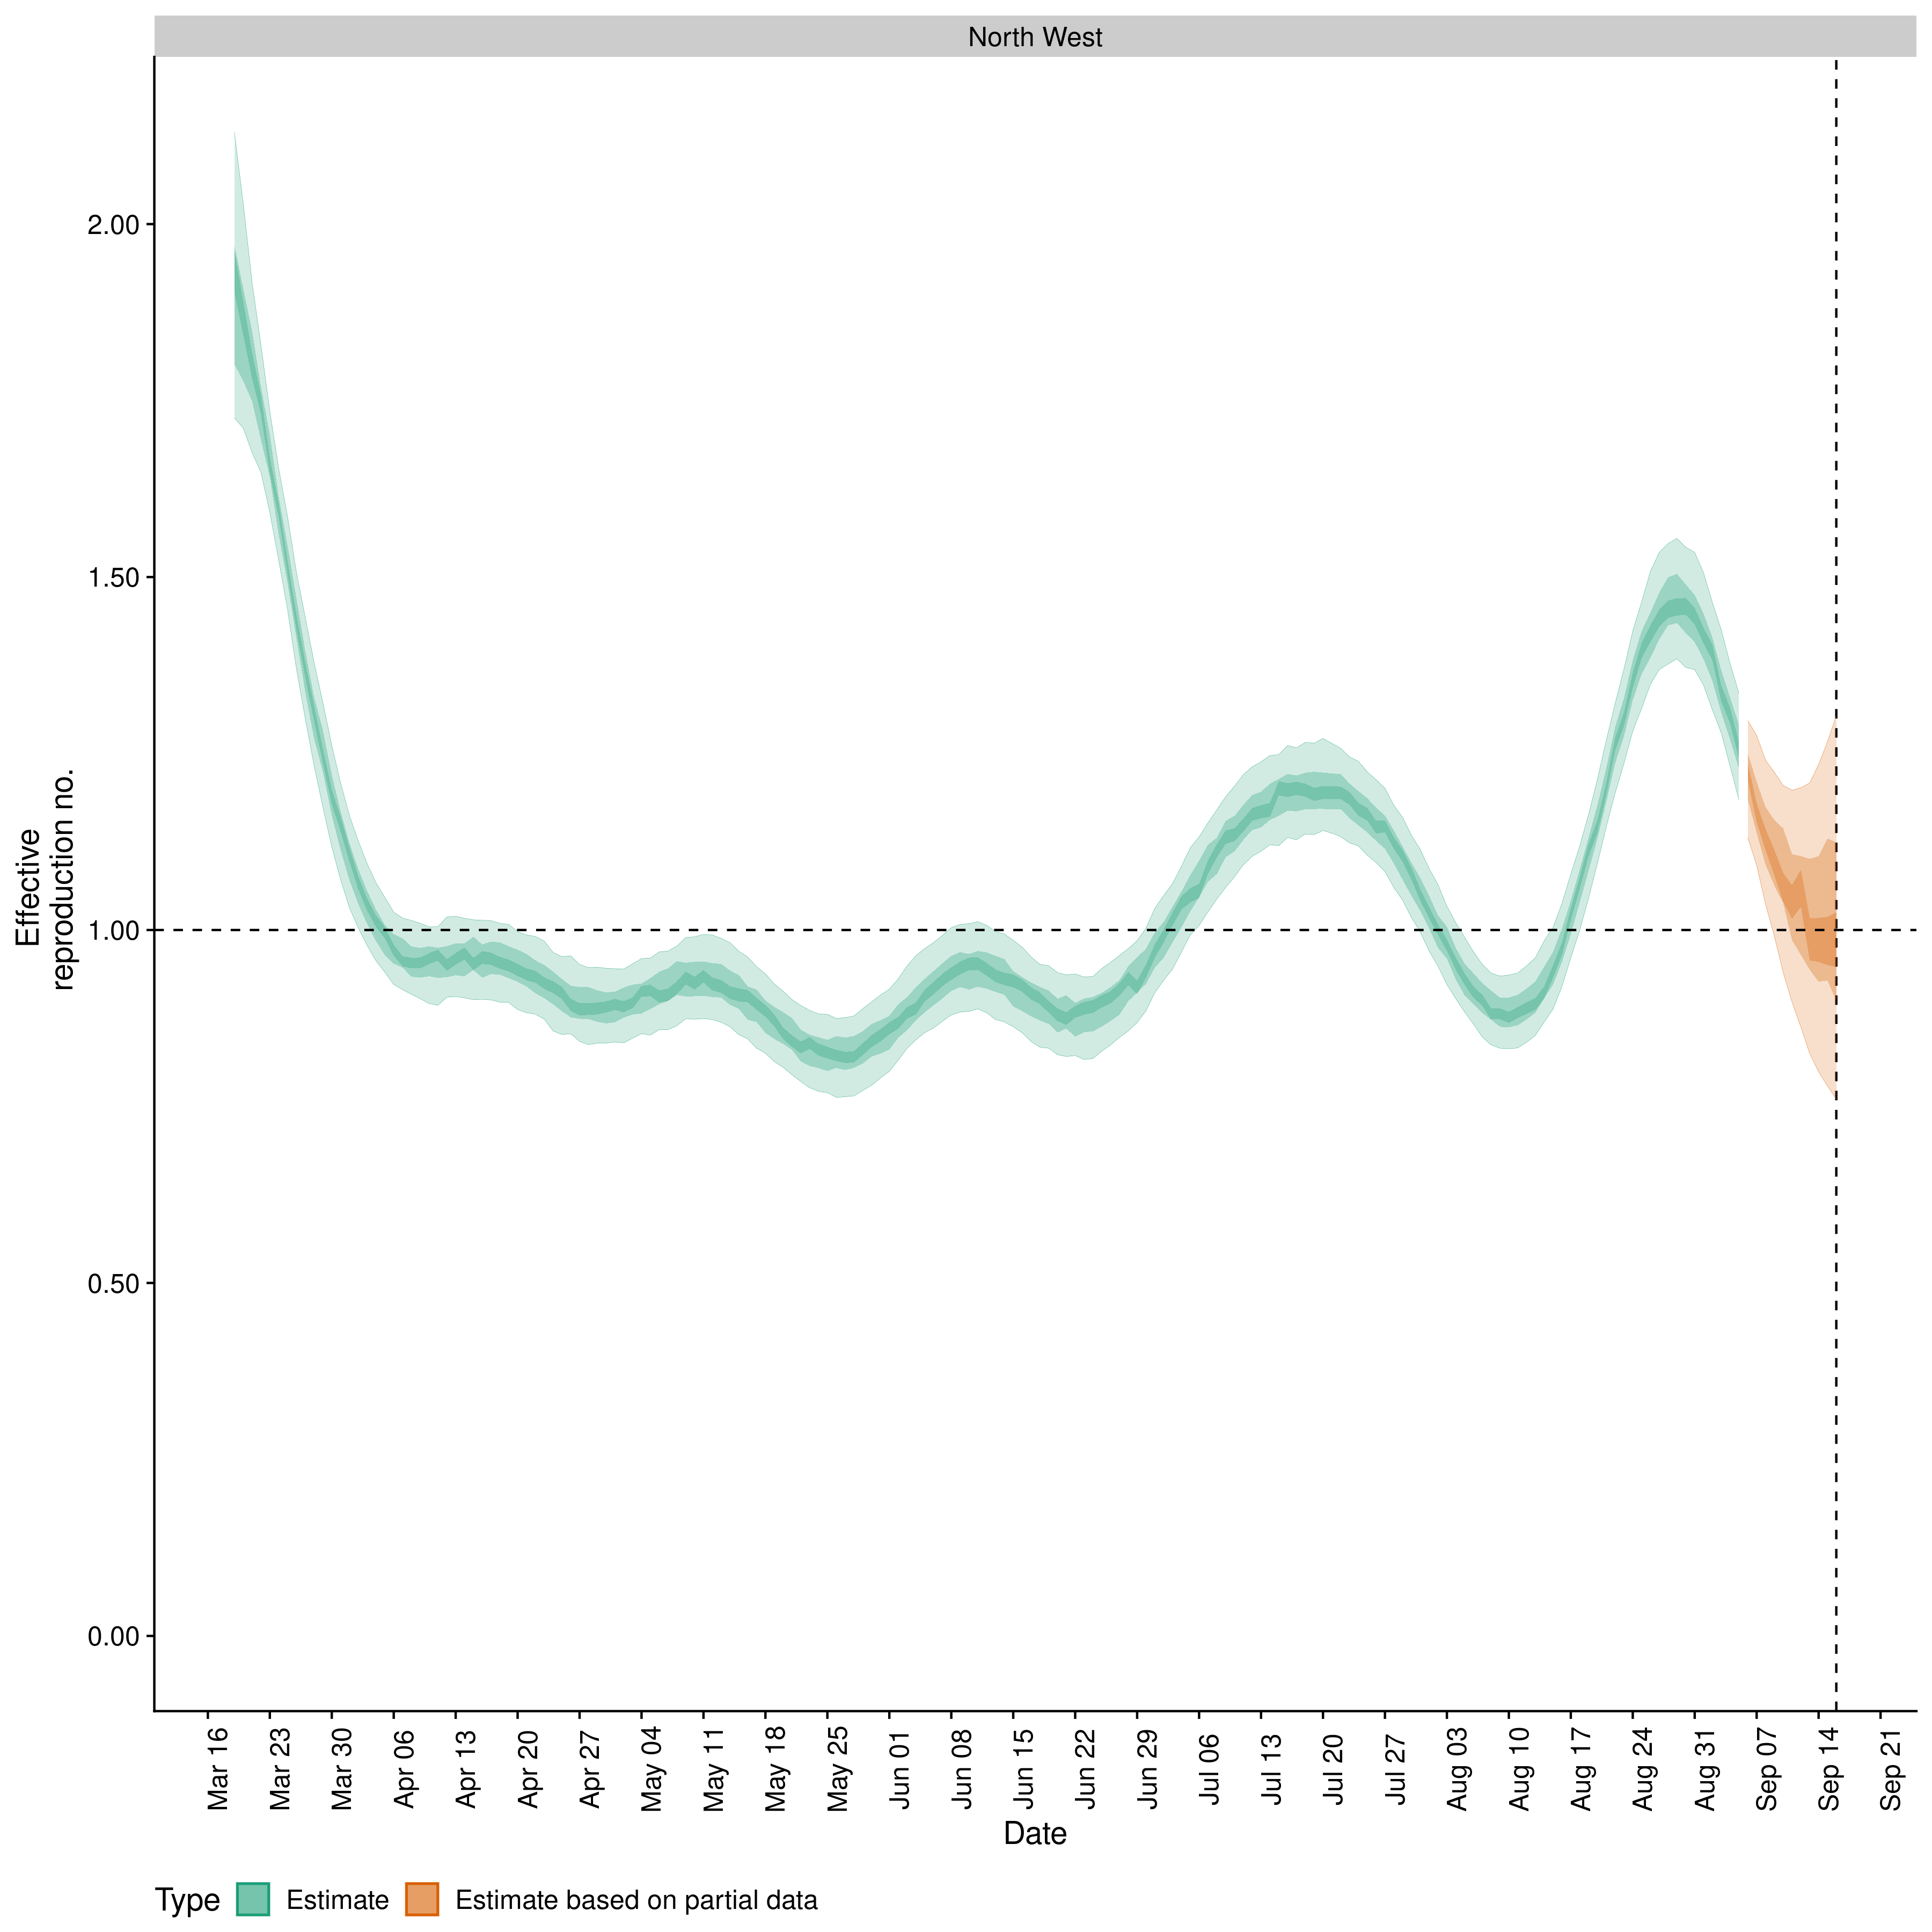 North West
Effective
reproduction no.
2.00
1.50
1.00
0.50
0.00
Mar 16
Mar 23
Mar 30
Apr 06
Apr 13
Apr 20
Apr 27
May 04
May 11
May 18
May 25
Jun 01
Jun 08
Jun 15
Jun 22
Jun 29
Jul 06
Jul 13
Jul 20
Jul 27
Aug 03
Aug 10
Aug 17
Aug 24
Aug 31
Sep 07
Sep 14
Sep 21
Date
Type Estimate Estimate based on partial data